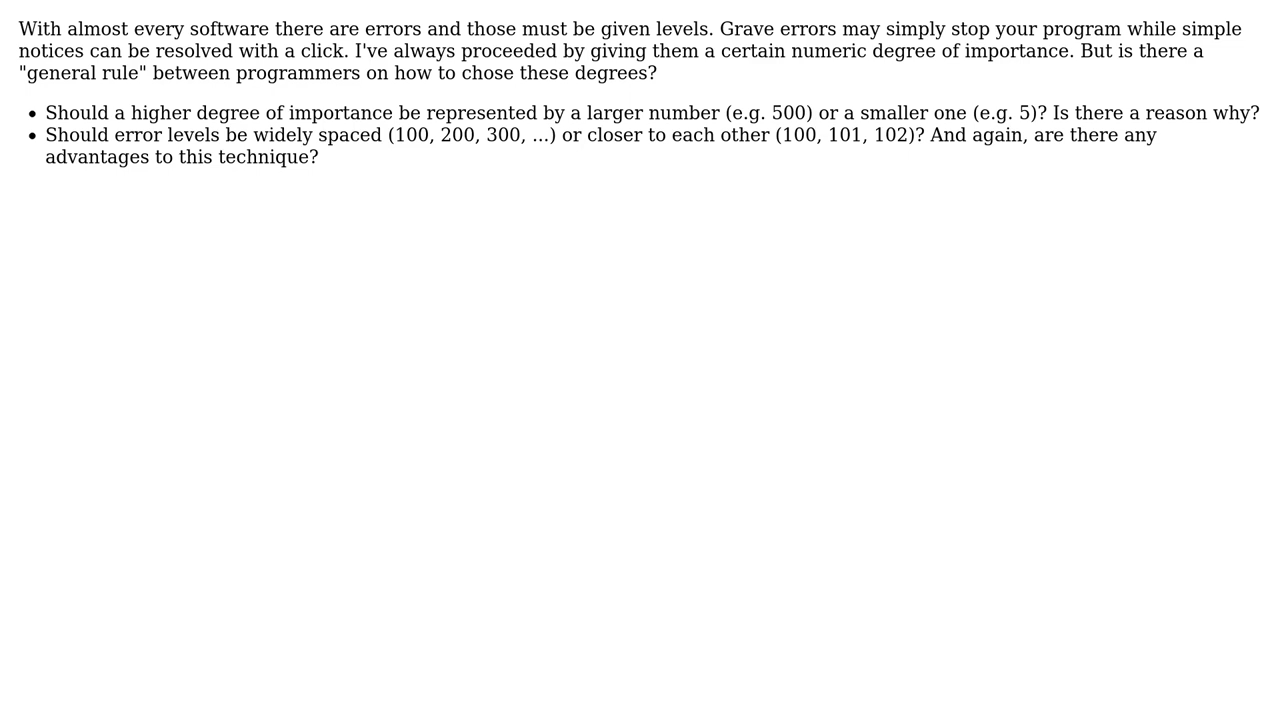 With almost every software there are errors and those must be given levels. Grave errors may simply stop your program while simple
notices can be resolved with a click. I've always proceeded by giving them a certain numeric degree of importance. But is there a
"general rule" between programmers on how to chose these degrees?
• Should a higher degree of importance be represented by a larger number (e.g. 500) or a smaller one (e.g. 5)? Is there a reason why?
• Should error levels be widely spaced (100, 200, 300, ...) or closer to each other (100, 101, 102)? And again, are there any
advantages to this technique?